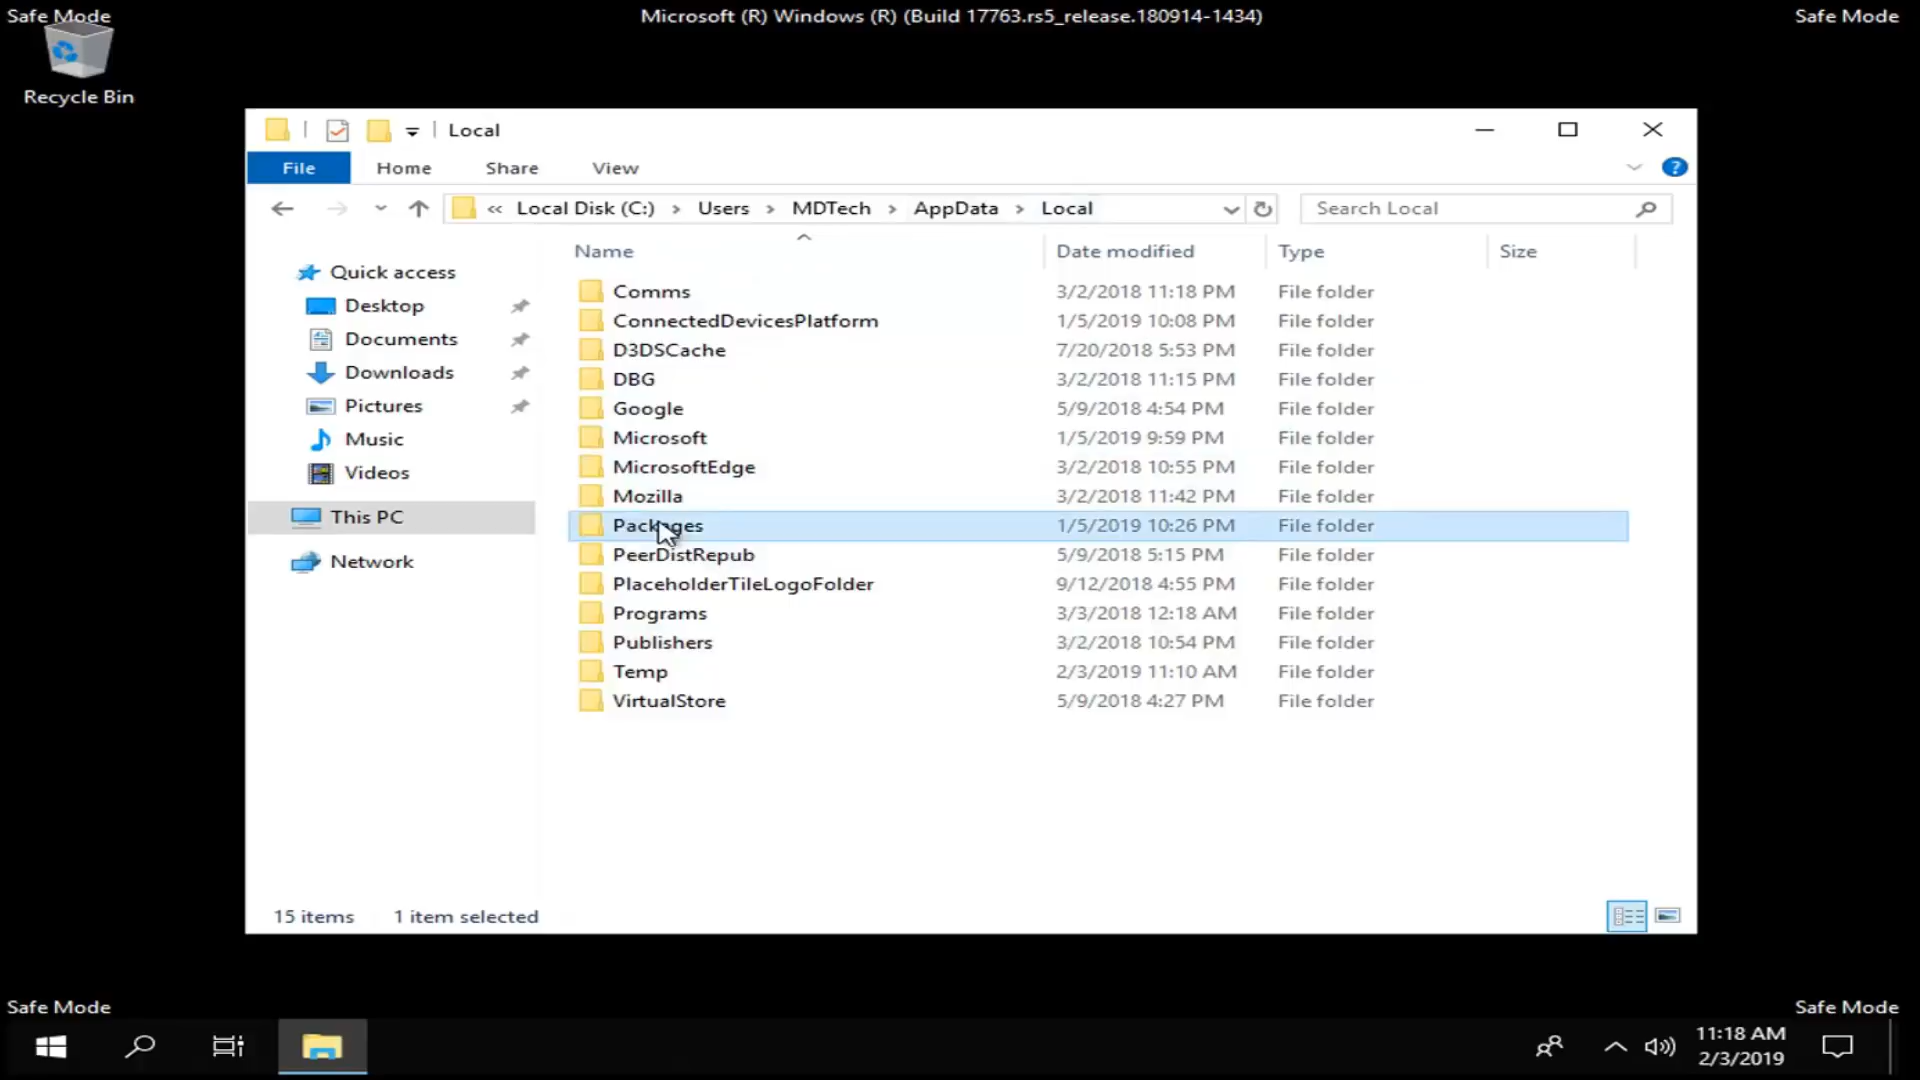 Safe Mode
Microsoft (R) Windows (R) (Build 17763.rs5_release.180914-1434)
Safe Mode
Recycle Bin
Local
File Home Share View
« Local Disk (C:) > Users > MDTech > AppData > Local
Search Local
Name Date modified Type Size
Quick access
Desktop
Documents
Downloads
Pictures
Music
Videos
This PC
Network
Comms 3/2/2018 11:18 PM File folder
ConnectedDevicesPlatform 1/5/2019 10:08 PM File folder
D3DSCache 7/20/2018 5:53 PM File folder
DBG 3/2/2018 11:15 PM File folder
Google 5/9/2018 4:54 PM File folder
Microsoft 1/5/2019 9:59 PM File folder
MicrosoftEdge 3/2/2018 10:55 PM File folder
Mozilla 3/2/2018 11:42 PM File folder
Packages 1/5/2019 10:26 PM File folder
PeerDistRepub 5/9/2018 5:15 PM File folder
PlaceholderTileLogoFolder 9/12/2018 4:55 PM File folder
Programs 3/3/2018 12:18 AM File folder
Publishers 3/2/2018 10:54 PM File folder
Temp 2/3/2019 11:10 AM File folder
VirtualStore 5/9/2018 4:27 PM File folder
15 items 1 item selected
Safe Mode
Safe Mode
11:18 AM
2/3/2019